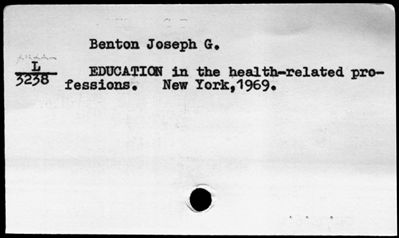 Benton Joseph G.
L
3238
EDUCATION in the health-related pro-
fessions. New York,1969.